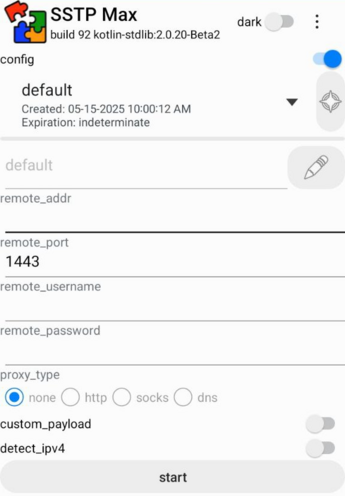 SSTP Max
dark
build 92 kotlin-stdlib:2.0.20-Beta2
config
default
Created: 05-15-2025 10:00:12 AM
Expiration: indeterminate
default
remote_addr
remote_port
1443
remote_username
remote_password
proxy_type
none http socks dns
custom_payload
detect_ipv4
start